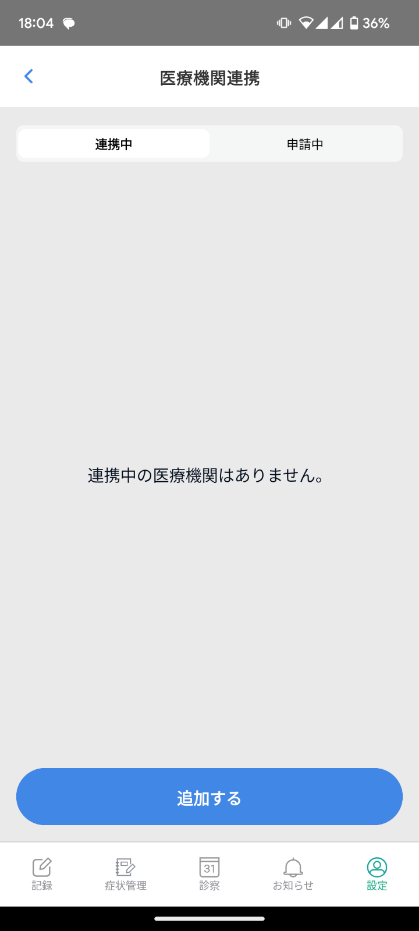 18:04 36%
医療機関連携
連携中 申請中
連携中の医療機関はありません。
追加する
31
記録 症状管理 診察 お知らせ 設定